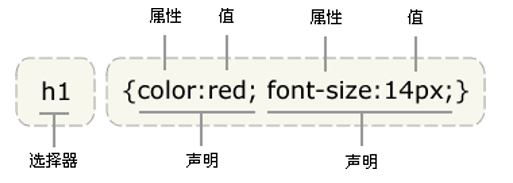 属性 值 属性 值
h1 {color:red; font-size:14px;}
选择器 声明 声明